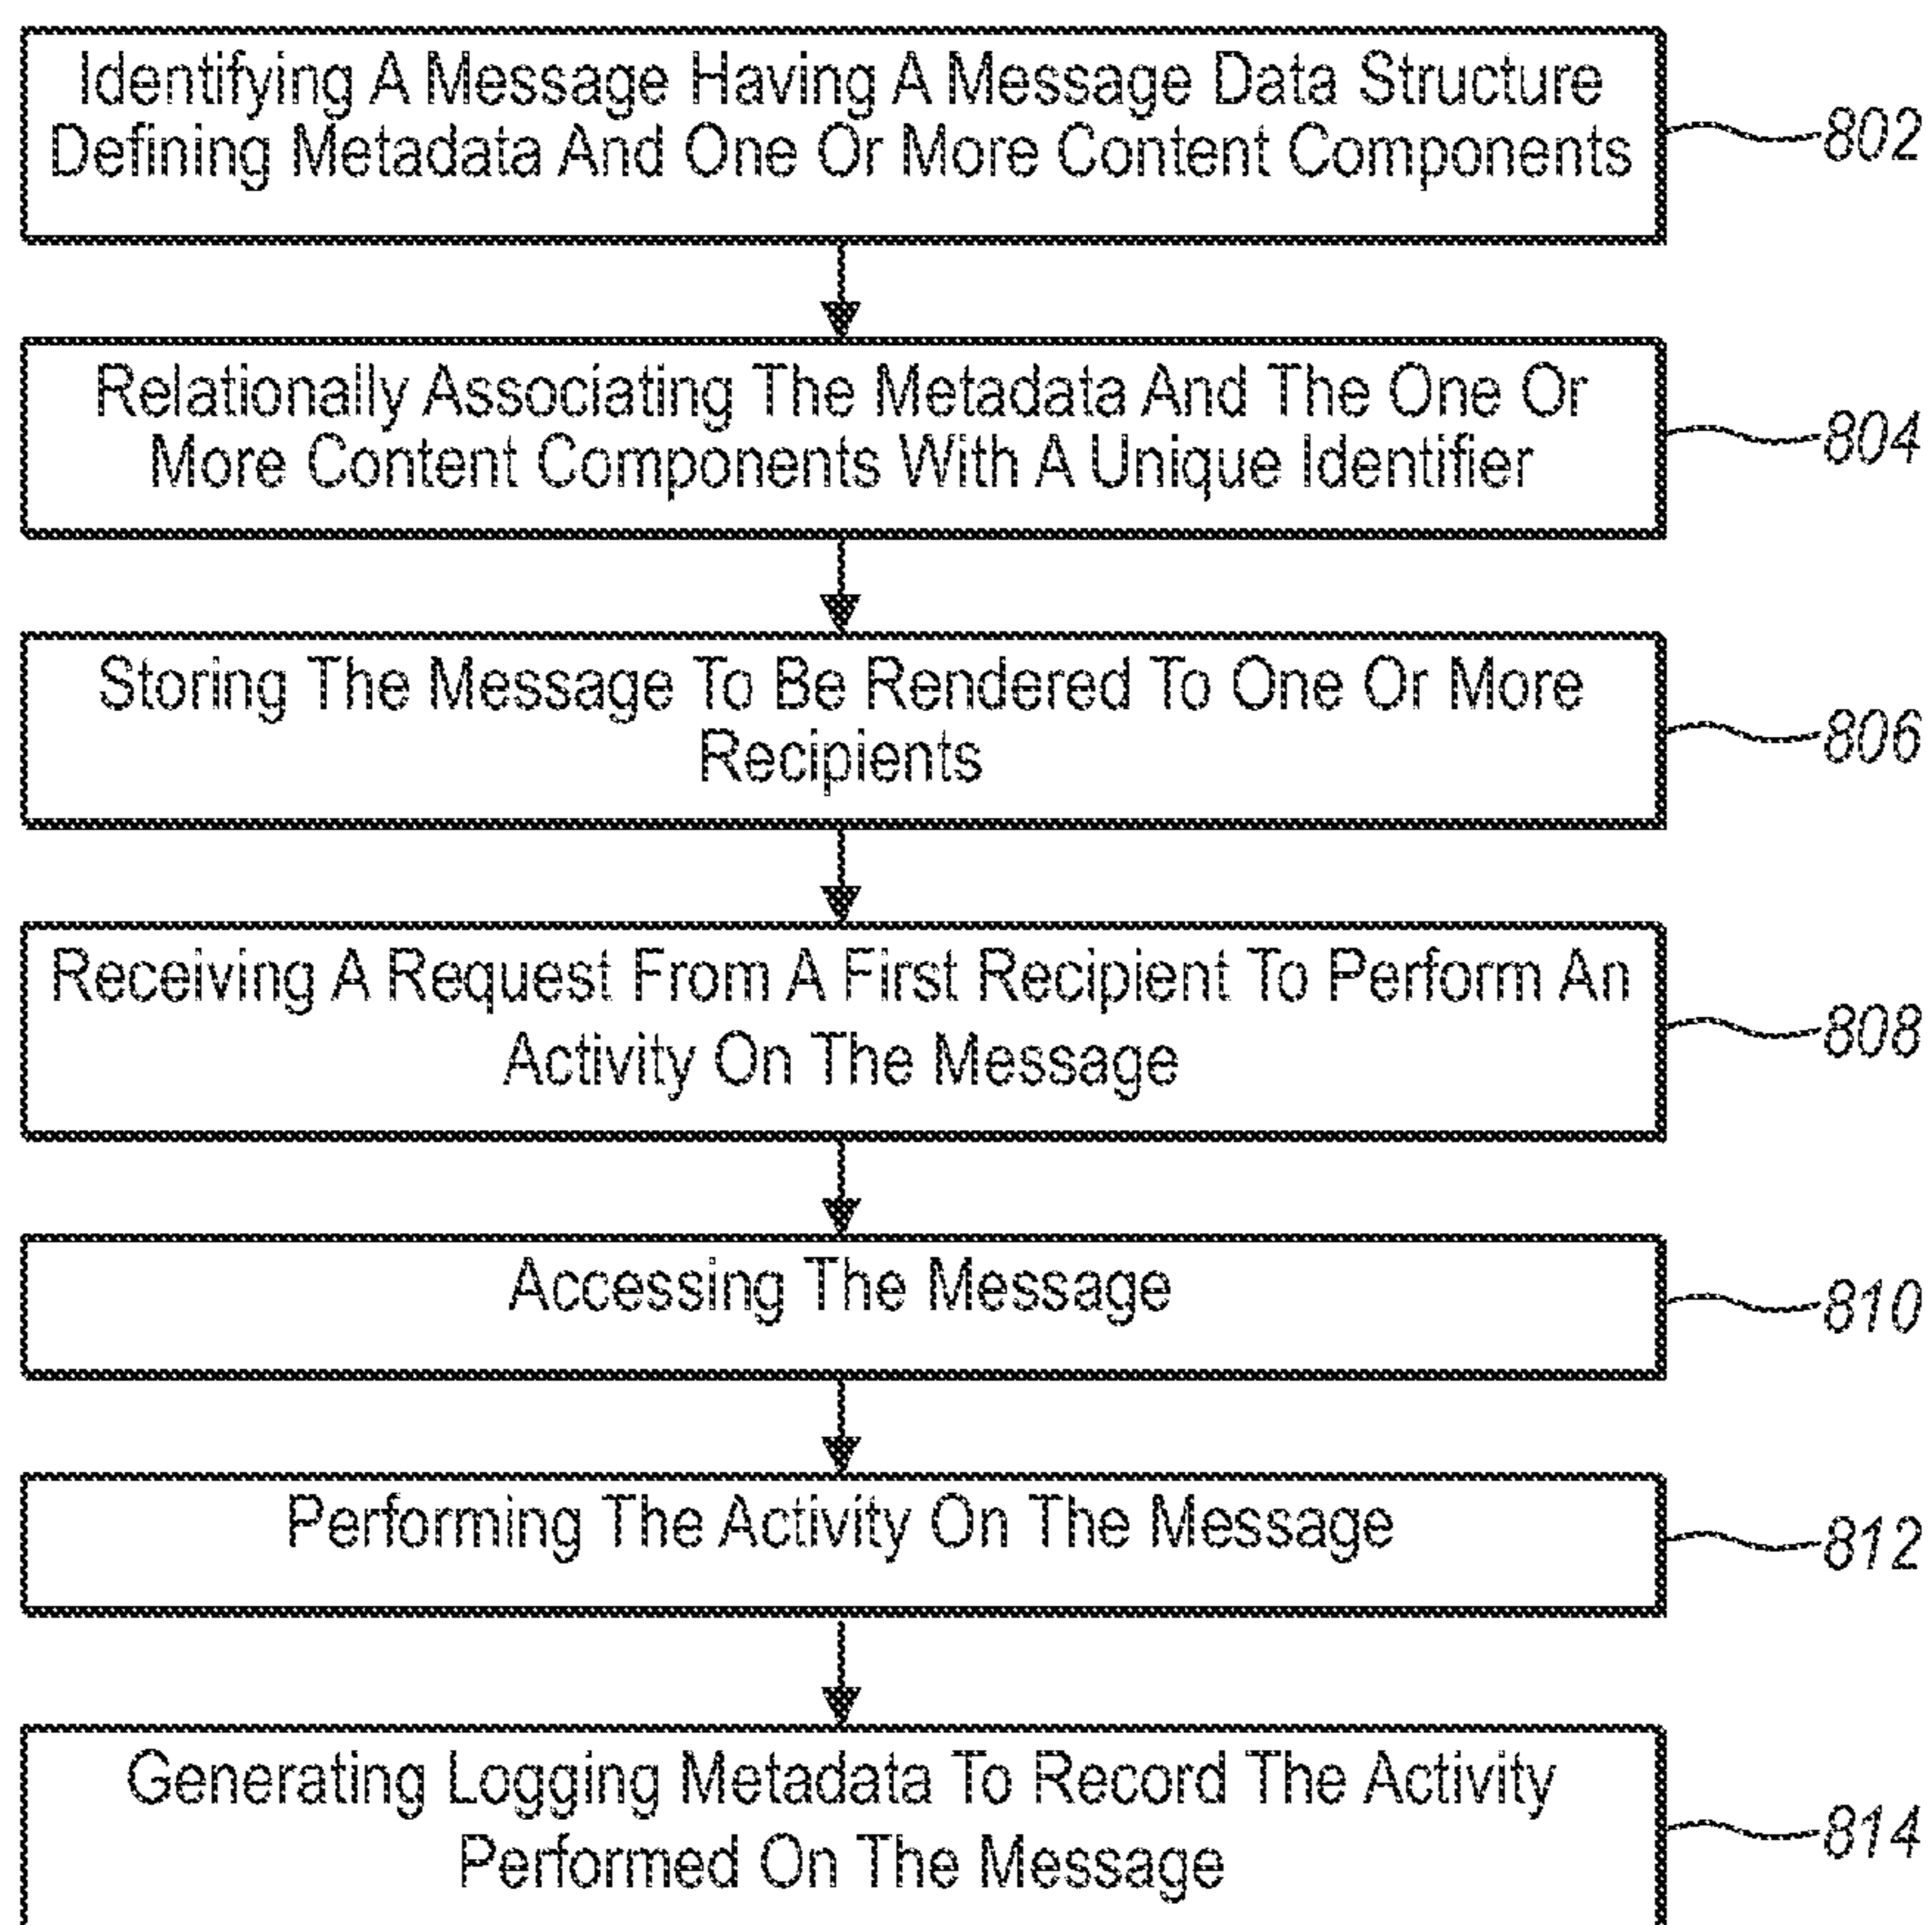 Identifying A Message Having A Message Data Structure
Defining Metadata And One Or More Content Components
802
Relationally Associating The Metadata And The One Or
More Content Components With A Unique Identifier
804
Storing The Message To Be Rendered To One Or More
Recipients
806
Receiving A Request From A First Recipient To Perform An
Activity On The Message
808
Accessing The Message
810
Performing The Activity On The Message
812
Generating Logging Metadata To Record The Activity
Performed On The Message
814